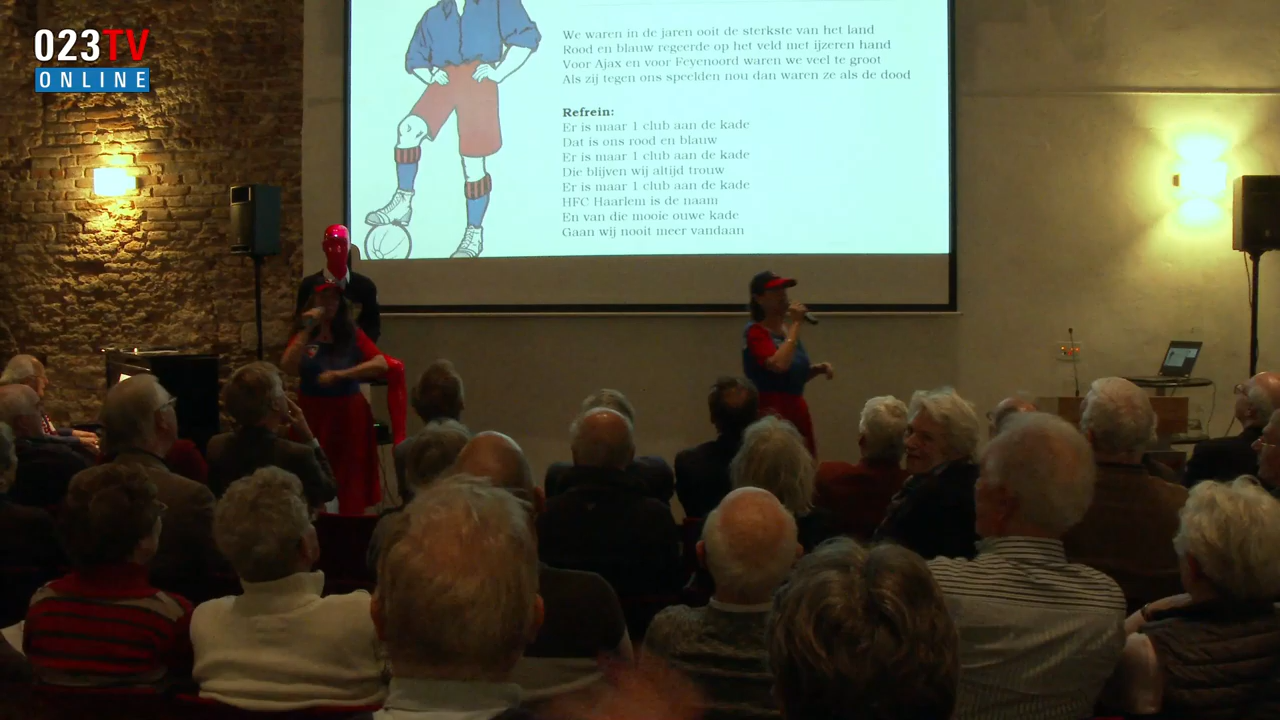 023TV
ONLINE
We waren in de jaren ooit de sterkste van het land
Rood en blauw regeerde op het veld met ijzeren hand
Voor Ajax en voor Feyenoord waren we veel te groot
Als zij tegen ons speelden nou dan waren ze als de dood
Refrein:
Er is maar 1 club aan de kade
Dat is ons rood en blauw
Er is maar 1 club aan de kade
Die blijven wij altijd trouw
Er is maar 1 club aan de kade
HFC Haarlem is de naam
En van die mooie ouwe kade
Gaan wij nooit meer vandaan